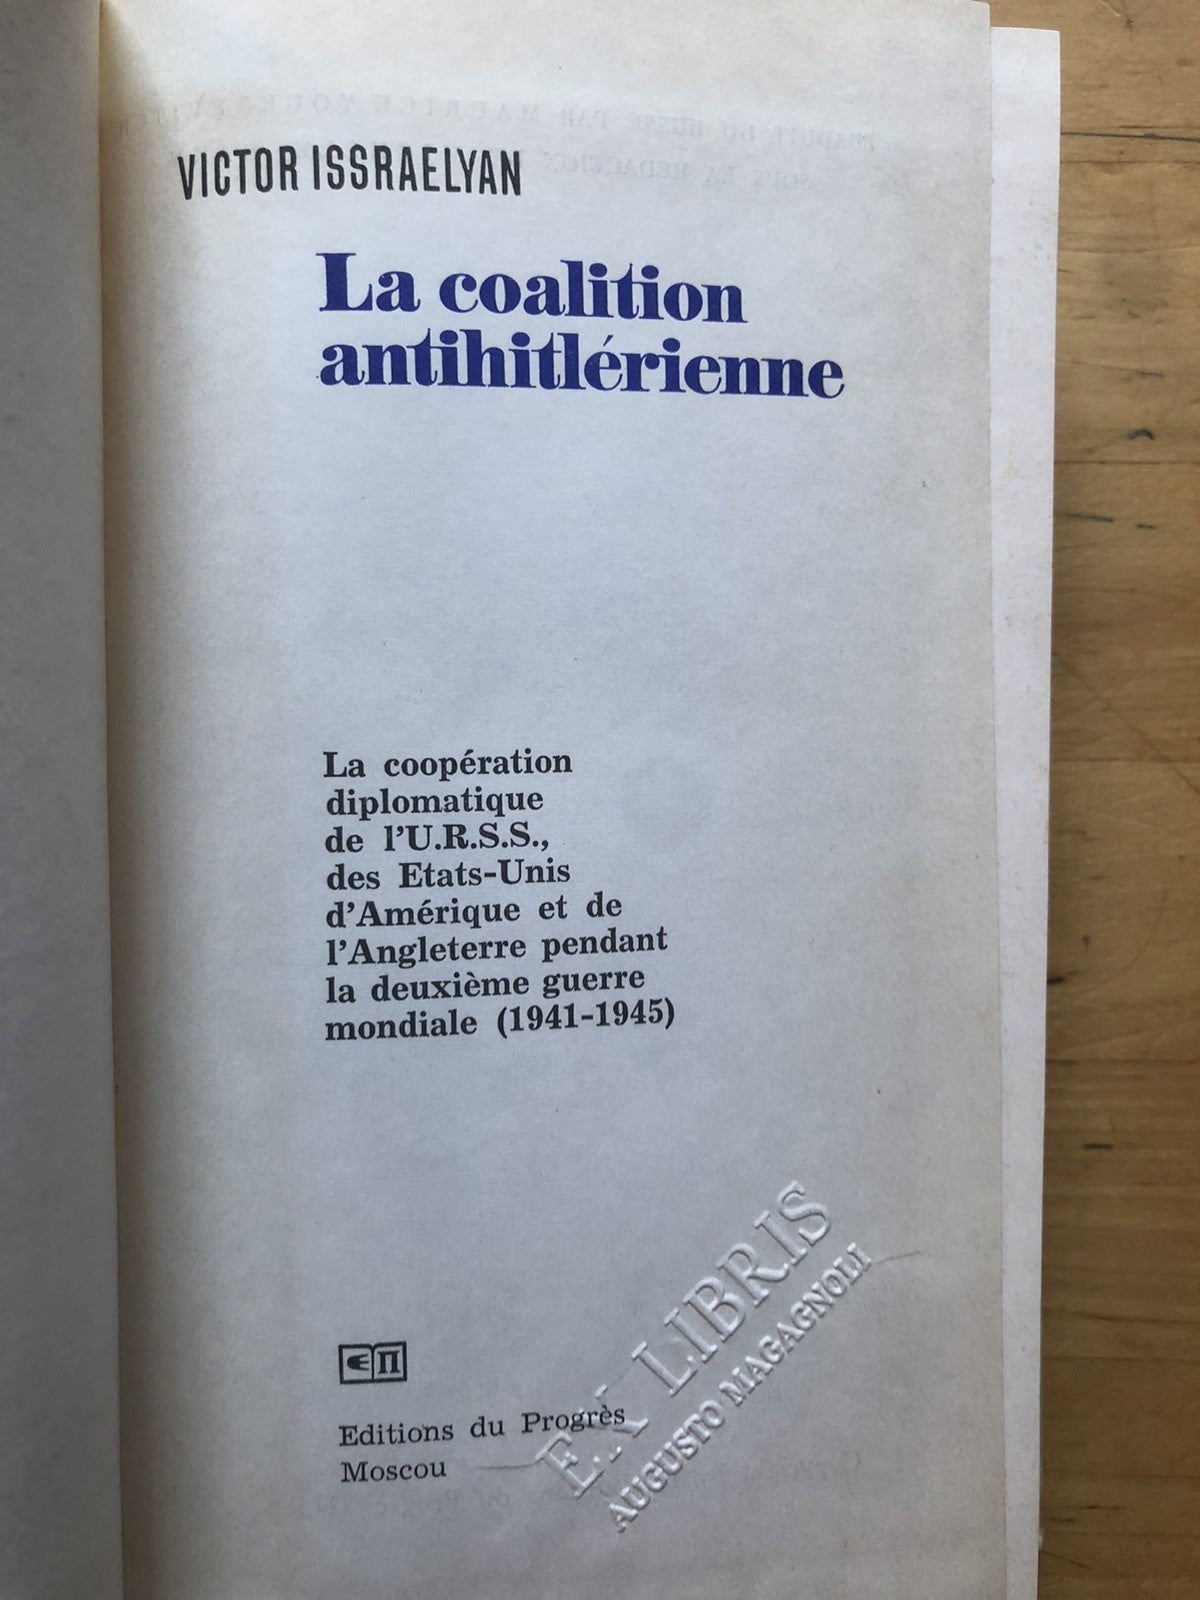 VICTOR ISSRAELYAN
La coalition
antihitlérienne
La coopération
diplomatique
de l'U.R.S.S.,
des Etats-Unis
d'Amérique et de
l'Angleterre pendant
la deuxième guerre
mondiale (1941-1945)
Editions du Progrès
Moscou
EX LIBRIS
AUGUSTO MAGAGNOLI